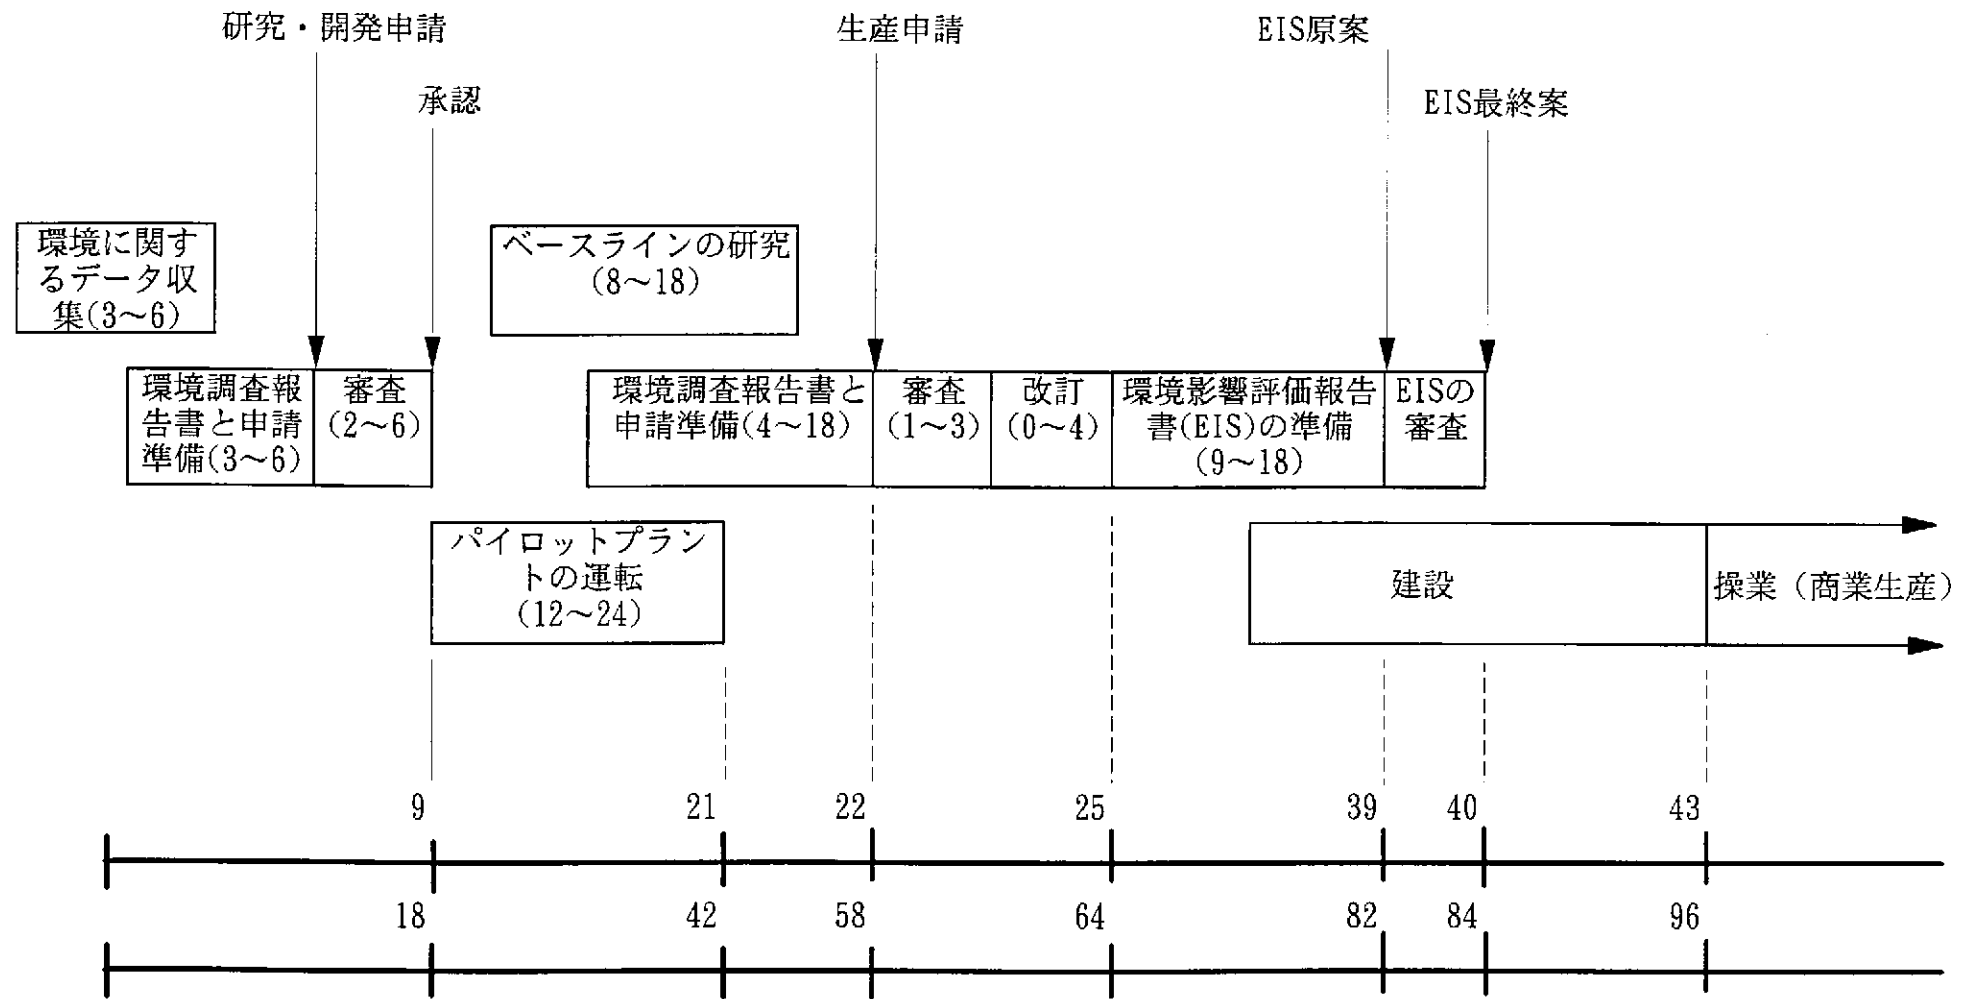 研究・開発申請
生産申請
EIS原案
承認
EIS最終案
環境に関す
るデータ収
集(3～6)
ベースラインの研究
(8～18)
環境調査報
告書と申請
準備(3～6)
審査
(2～6)
環境調査報告書と
申請準備(4～18)
審査
(1～3)
改訂
(0～4)
環境影響評価報告
書(EIS)の準備
(9～18)
EISの
審査
パイロットプラン
トの運転
(12～24)
建設
操業（商業生産）
9
21
22
25
39
40
43
18
42
58
64
82
84
96